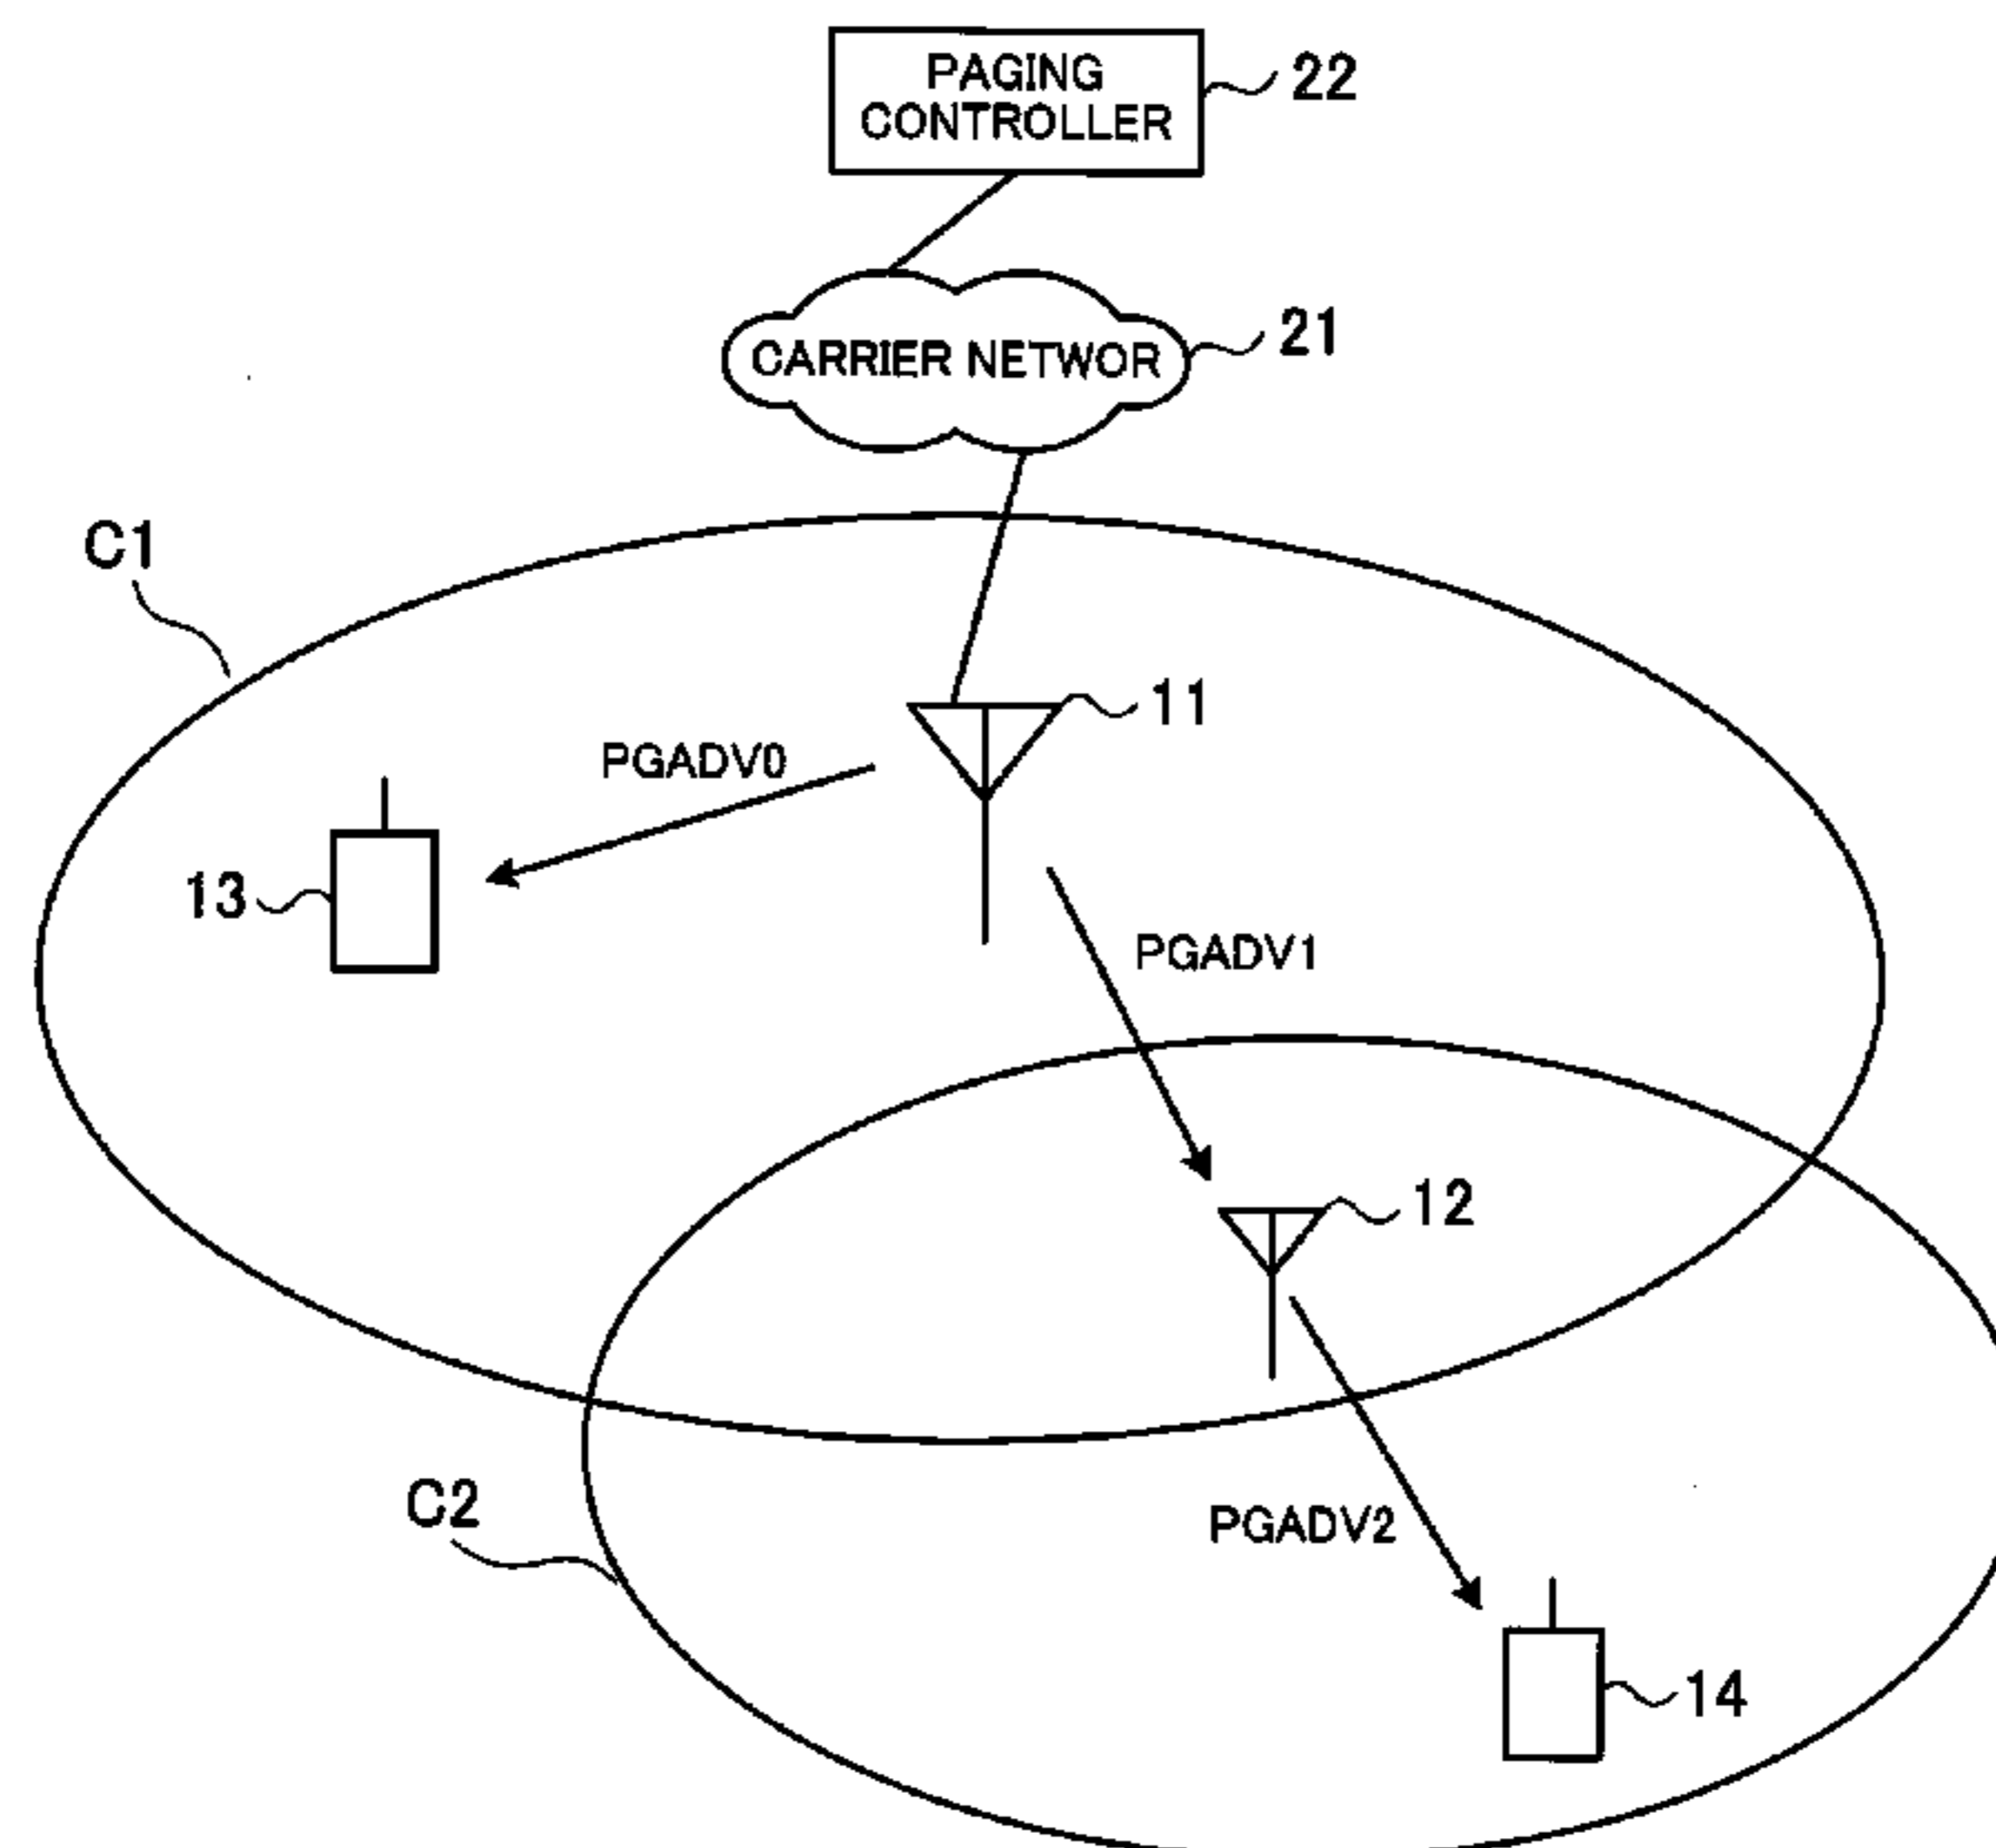 PAGING
CONTROLLER
22
CARRIER NETWOR
21
C1
11
PGADV0
13
PGADV1
12
C2
PGADV2
14